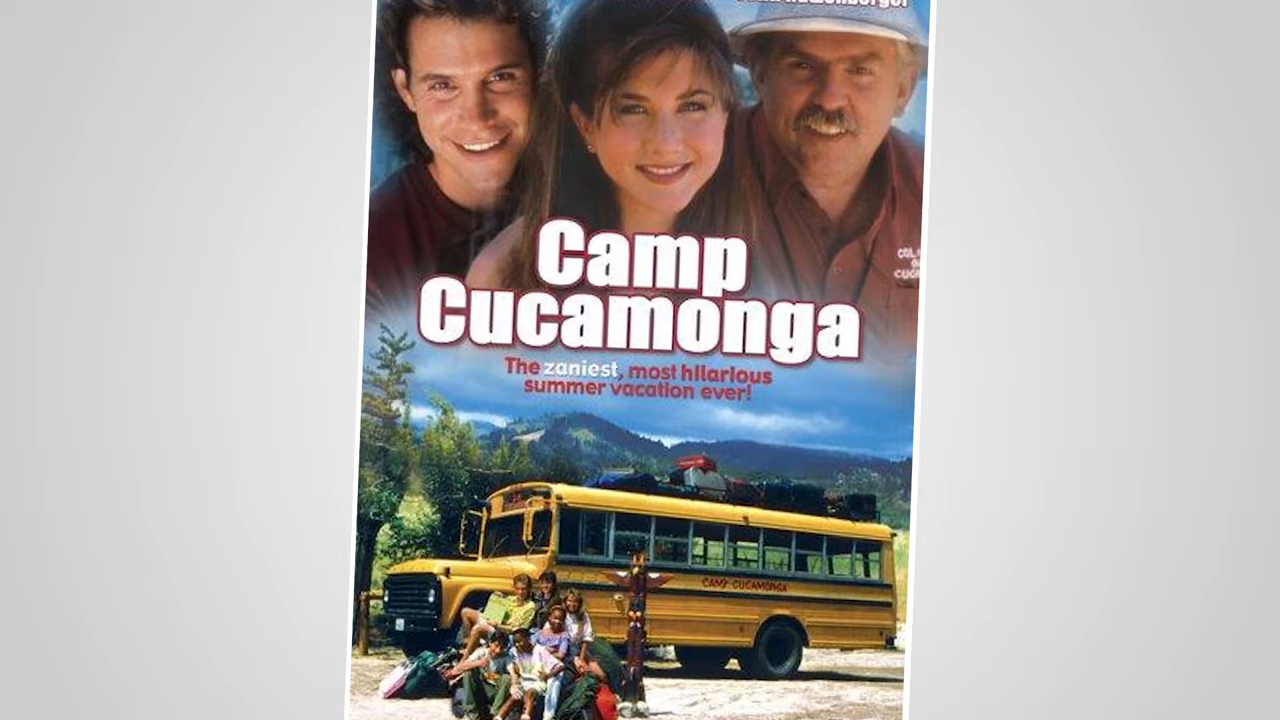 Camp
Cucamonga
The zaniest, most hilarious
summer vacation ever!
CAMP CUCAMONGA